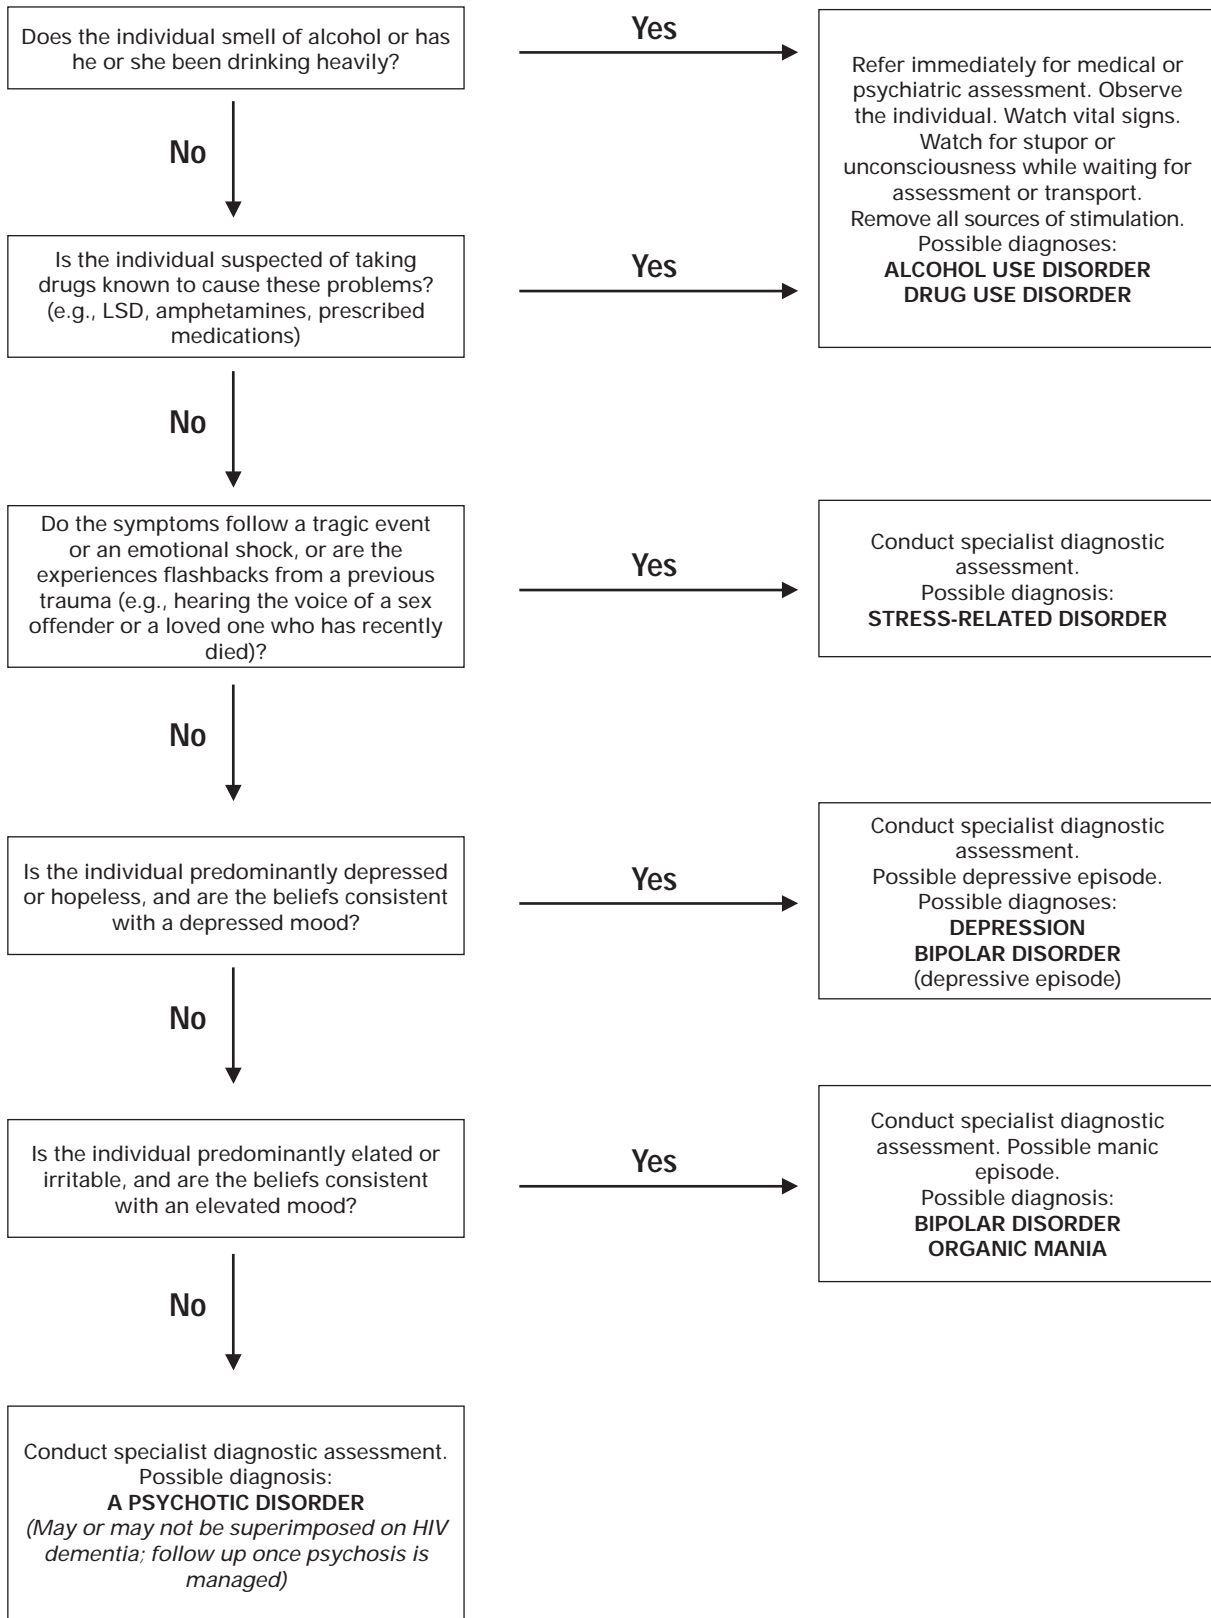 Does the individual smell of alcohol or has
he or she been drinking heavily?
Yes
Refer immediately for medical or
psychiatric assessment. Observe
the individual. Watch vital signs.
Watch for stupor or
unconsciousness while waiting for
assessment or transport.
Remove all sources of stimulation.
Possible diagnoses:
ALCOHOL USE DISORDER
DRUG USE DISORDER
No
Is the individual suspected of taking
drugs known to cause these problems?
(e.g., LSD, amphetamines, prescribed
medications)
Yes
No
Do the symptoms follow a tragic event
or an emotional shock, or are the
experiences flashbacks from a previous
trauma (e.g., hearing the voice of a sex
offender or a loved one who has recently
died)?
Yes
Conduct specialist diagnostic
assessment.
Possible diagnosis:
STRESS-RELATED DISORDER
No
Is the individual predominantly depressed
or hopeless, and are the beliefs consistent
with a depressed mood?
Yes
Conduct specialist diagnostic
assessment.
Possible depressive episode.
Possible diagnoses:
DEPRESSION
BIPOLAR DISORDER
(depressive episode)
No
Is the individual predominantly elated or
irritable, and are the beliefs consistent
with an elevated mood?
Yes
Conduct specialist diagnostic
assessment. Possible manic
episode.
Possible diagnosis:
BIPOLAR DISORDER
ORGANIC MANIA
No
Conduct specialist diagnostic assessment.
Possible diagnosis:
A PSYCHOTIC DISORDER
(May or may not be superimposed on HIV
dementia; follow up once psychosis is
managed)